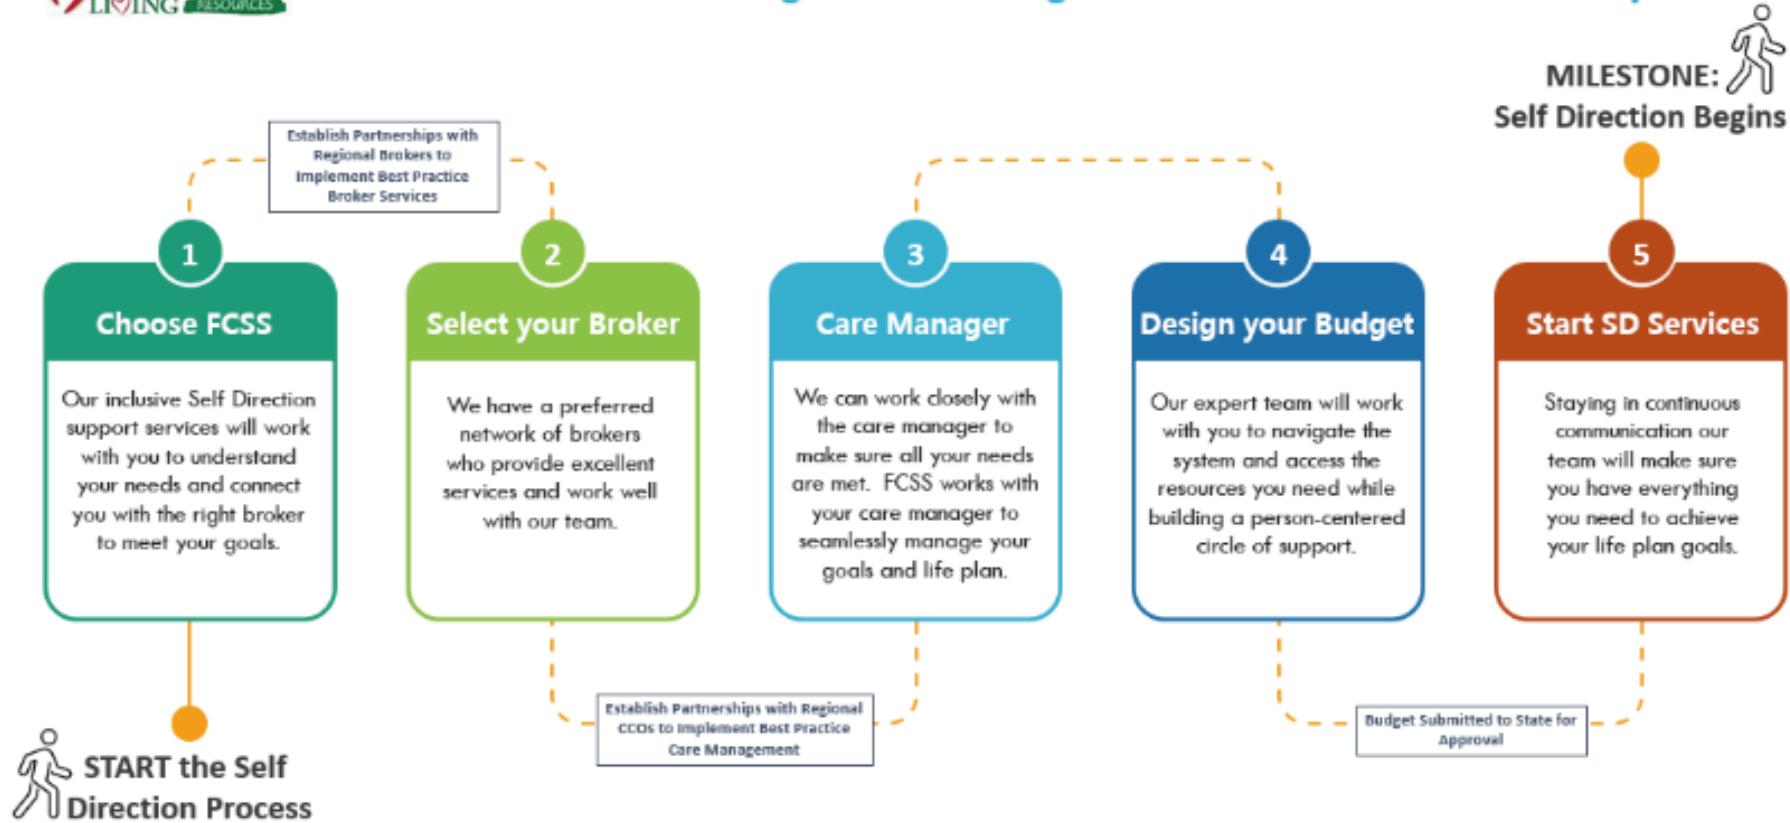 LIVING RESOURCES
MILESTONE:
Self Direction Begins
Establish Partnerships with
Regional Brokers to
Implement Best Practice
Broker Services
1
Choose FCSS
Our inclusive Self Direction
support services will work
with you to understand
your needs and connect
you with the right broker
to meet your goals.
2
Select your Broker
We have a preferred
network of brokers
who provide excellent
services and work well
with our team.
3
Care Manager
We can work closely with
the care manager to
make sure all your needs
are met. FCSS works with
your care manager to
seamlessly manage your
goals and life plan.
4
Design your Budget
Our expert team will work
with you to navigate the
system and access the
resources you need while
building a person-centered
circle of support.
5
Start SD Services
Staying in continuous
communication our
team will make sure
you have everything
you need to achieve
your life plan goals.
Establish Partnerships with Regional
CCOs to Implement Best Practice
Care Management
Budget Submitted to State for
Approval
START the Self
Direction Process